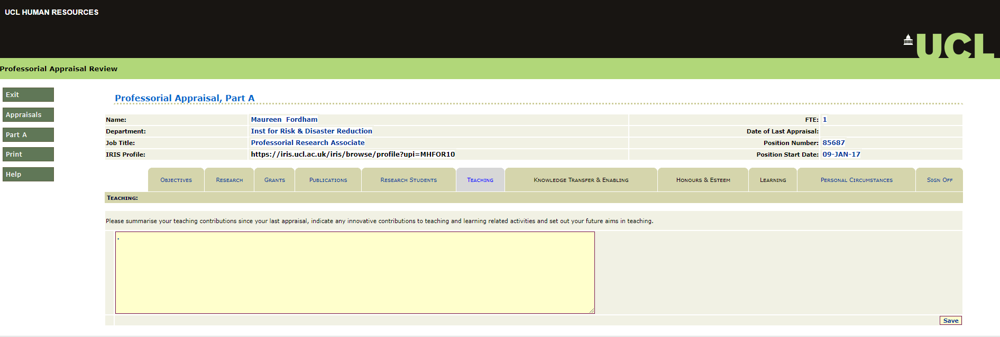 UCL HUMAN RESOURCES
UCL
Professorial Appraisal Review
Exit
Appraisals
Part A
Print
Help
Professorial Appraisal, Part A
Name: Maureen Fordham FTE: 1
Department: Inst for Risk & Disaster Reduction Date of Last Appraisal:
Job Title: Professorial Research Associate Position Number: 85687
IRIS Profile: https://iris.ucl.ac.uk/iris/browse/profile?upi=MHFOR10 Position Start Date: 09-JAN-17
Objectives Research Grants Publications Research Students Teaching Knowledge Transfer & Enabling Honours & Esteem Learning Personal Circumstances Sign Off
Teaching:
Please summarise your teaching contributions since your last appraisal, indicate any innovative contributions to teaching and learning related activities and set out your future aims in teaching.
.
Save